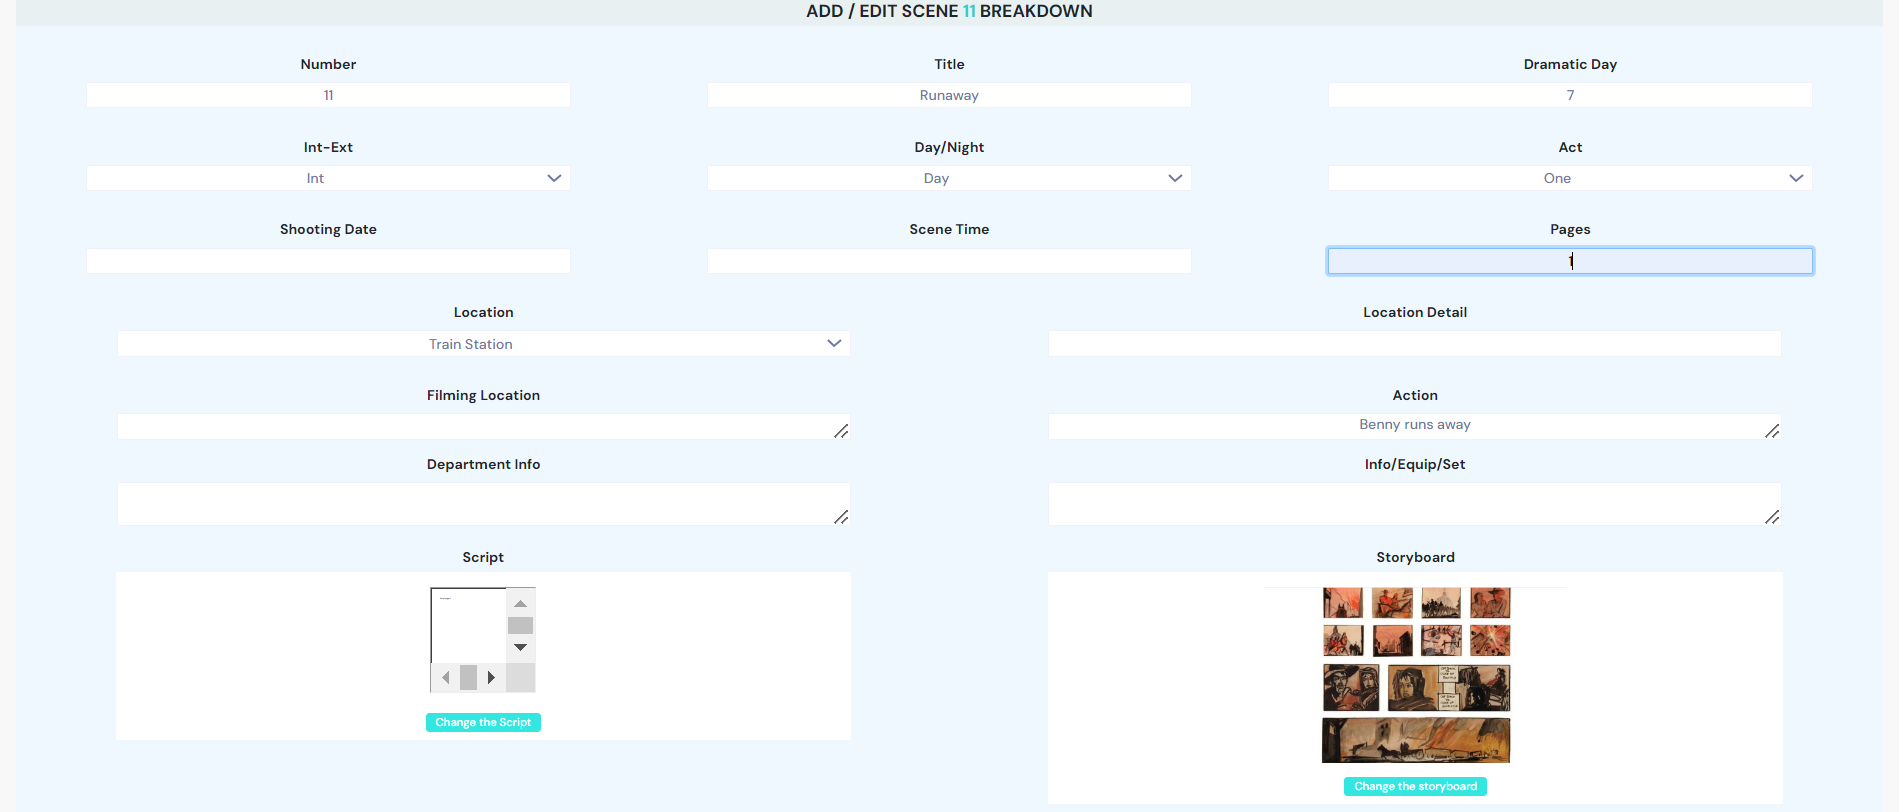 ADD / EDIT SCENE 11 BREAKDOWN
Number
Title
Dramatic Day
11
Runaway
7
Int-Ext
Day/Night
Act
Int
Day
One
Shooting Date
Scene Time
Pages
1
Location
Location Detail
Train Station
Filming Location
Action
Benny runs away
Department Info
Info/Equip/Set
Script
Storyboard
Change the Script
Change the storyboard